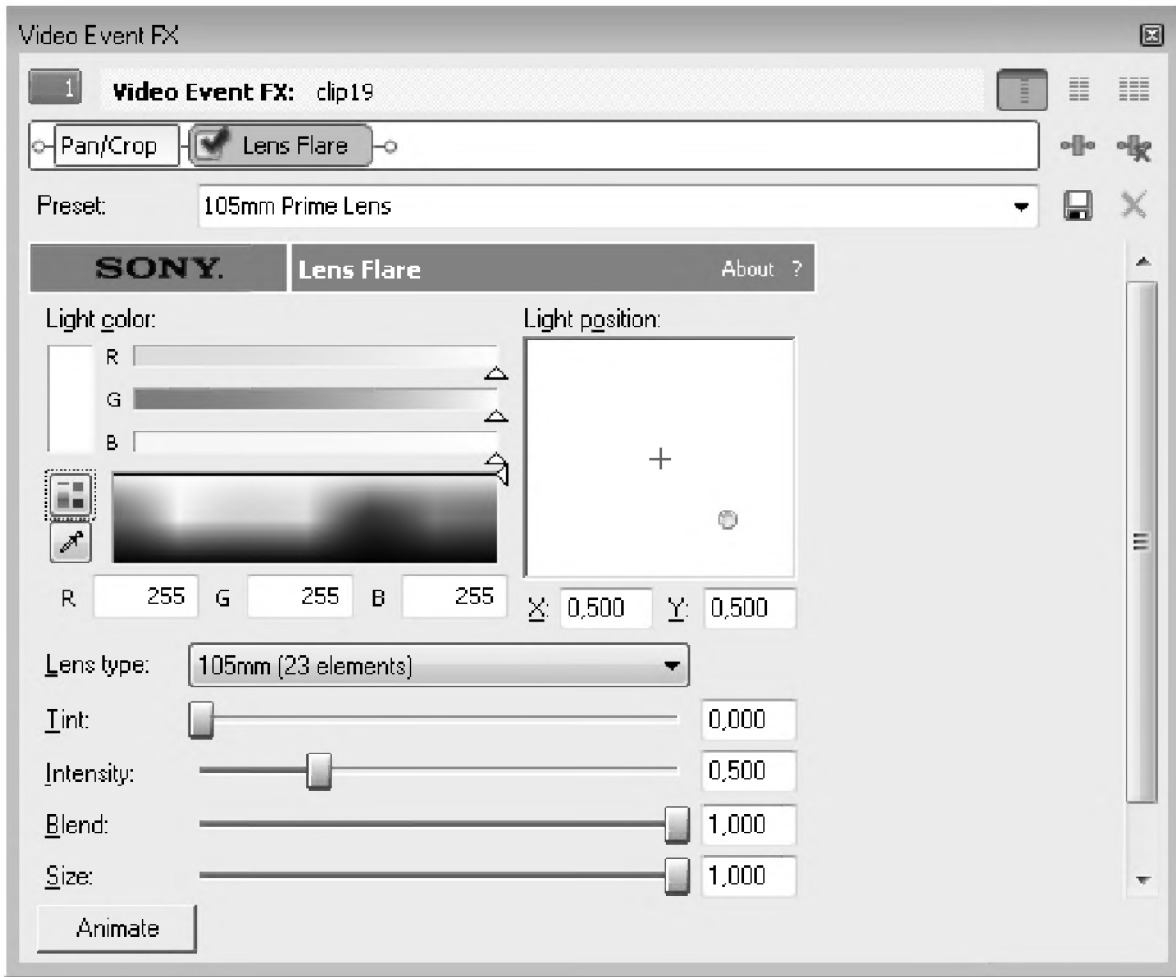 Video Event FX
1 Video Event FX: clip19
Pan/Crop Lens Flare
Preset: 105mm Prime Lens
SONY. Lens Flare About ?
Light color: Light position:
R
G
B
R 255 G 255 B 255 X: 0,500 Y: 0,500
Lens type: 105mm (23 elements)
Tint: 0,000
Intensity: 0,500
Blend: 1,000
Size: 1,000
Animate